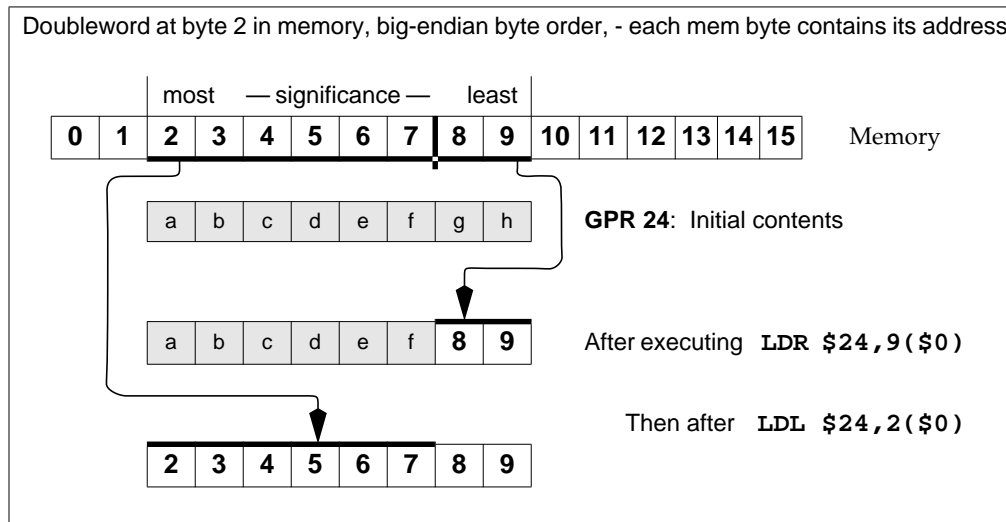 Doubleword at byte 2 in memory, big-endian byte order, - each mem byte contains its address
most — significance — least
0 1 2 3 4 5 6 7 8 9 10 11 12 13 14 15 Memory
a b c d e f g h GPR 24: Initial contents
a b c d e f 8 9 After executing LDR $24,9($0)
Then after LDL $24,2($0)
2 3 4 5 6 7 8 9